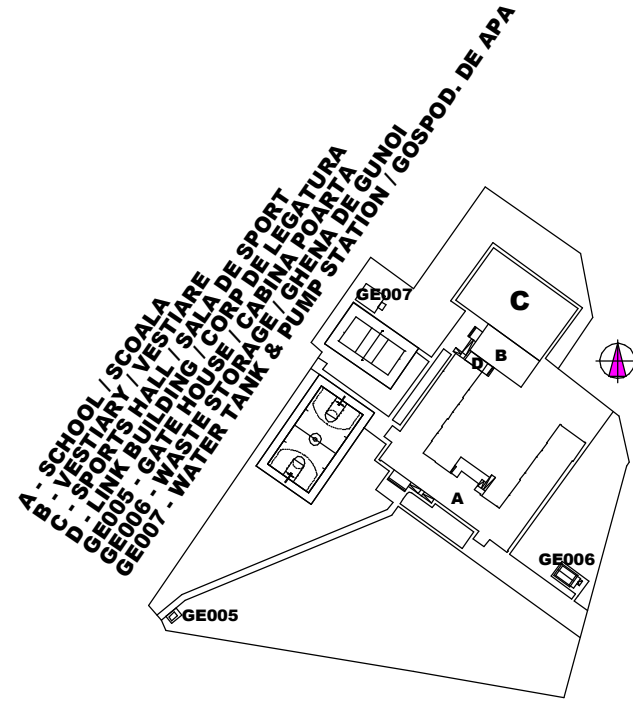 A - SCHOOL / SCOALA
B - VESTIARY / VESTIARE
C - SPORTS HALL / SALA DE SPORT
D - LINK BUILDING / CORP DE LEGATURA
GE005 - GATE HOUSE / CABINA POARTA
GE006 - WASTE STORAGE / GHENA DE GUNOI
GE007 - WATER TANK & PUMP STATION / GOSPOD. DE APA
GE007
C
B
D
A
GE006
GE005